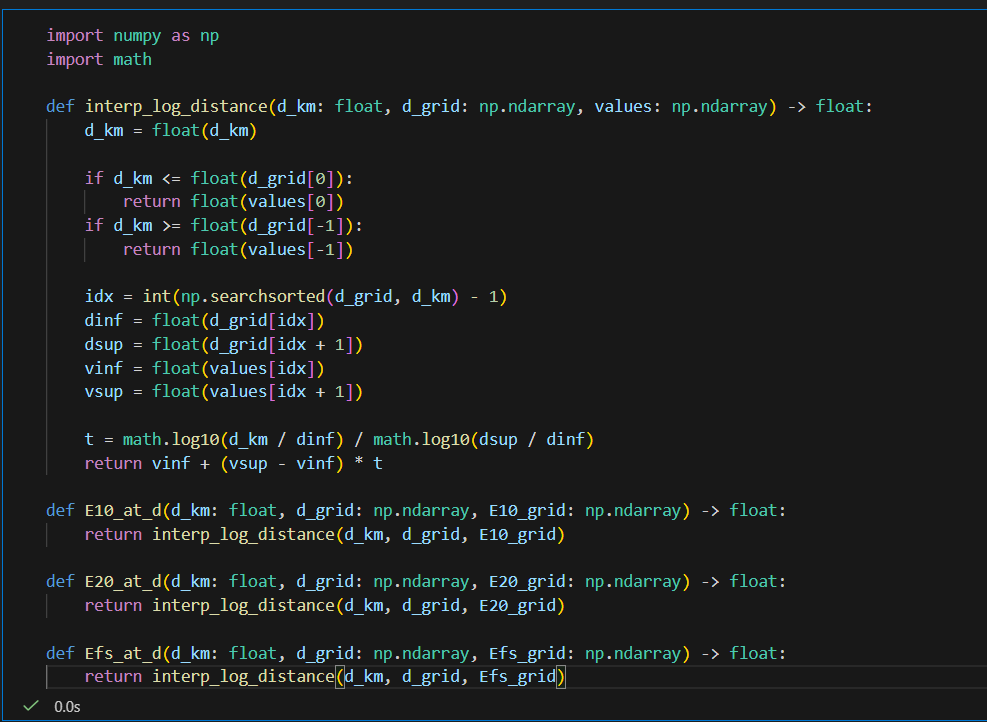 import numpy as np
import math
def interp_log_distance(d_km: float, d_grid: np.ndarray, values: np.ndarray) -> float:
    d_km = float(d_km)
    if d_km <= float(d_grid[0]):
        return float(values[0])
    if d_km >= float(d_grid[-1]):
        return float(values[-1])
    idx = int(np.searchsorted(d_grid, d_km) - 1)
    dinf = float(d_grid[idx])
    dsup = float(d_grid[idx + 1])
    vinf = float(values[idx])
    vsup = float(values[idx + 1])
    t = math.log10(d_km / dinf) / math.log10(dsup / dinf)
    return vinf + (vsup - vinf) * t
def E10_at_d(d_km: float, d_grid: np.ndarray, E10_grid: np.ndarray) -> float:
    return interp_log_distance(d_km, d_grid, E10_grid)
def E20_at_d(d_km: float, d_grid: np.ndarray, E20_grid: np.ndarray) -> float:
    return interp_log_distance(d_km, d_grid, E20_grid)
def Efs_at_d(d_km: float, d_grid: np.ndarray, Efs_grid: np.ndarray) -> float:
    return interp_log_distance(d_km, d_grid, Efs_grid)
0.0s